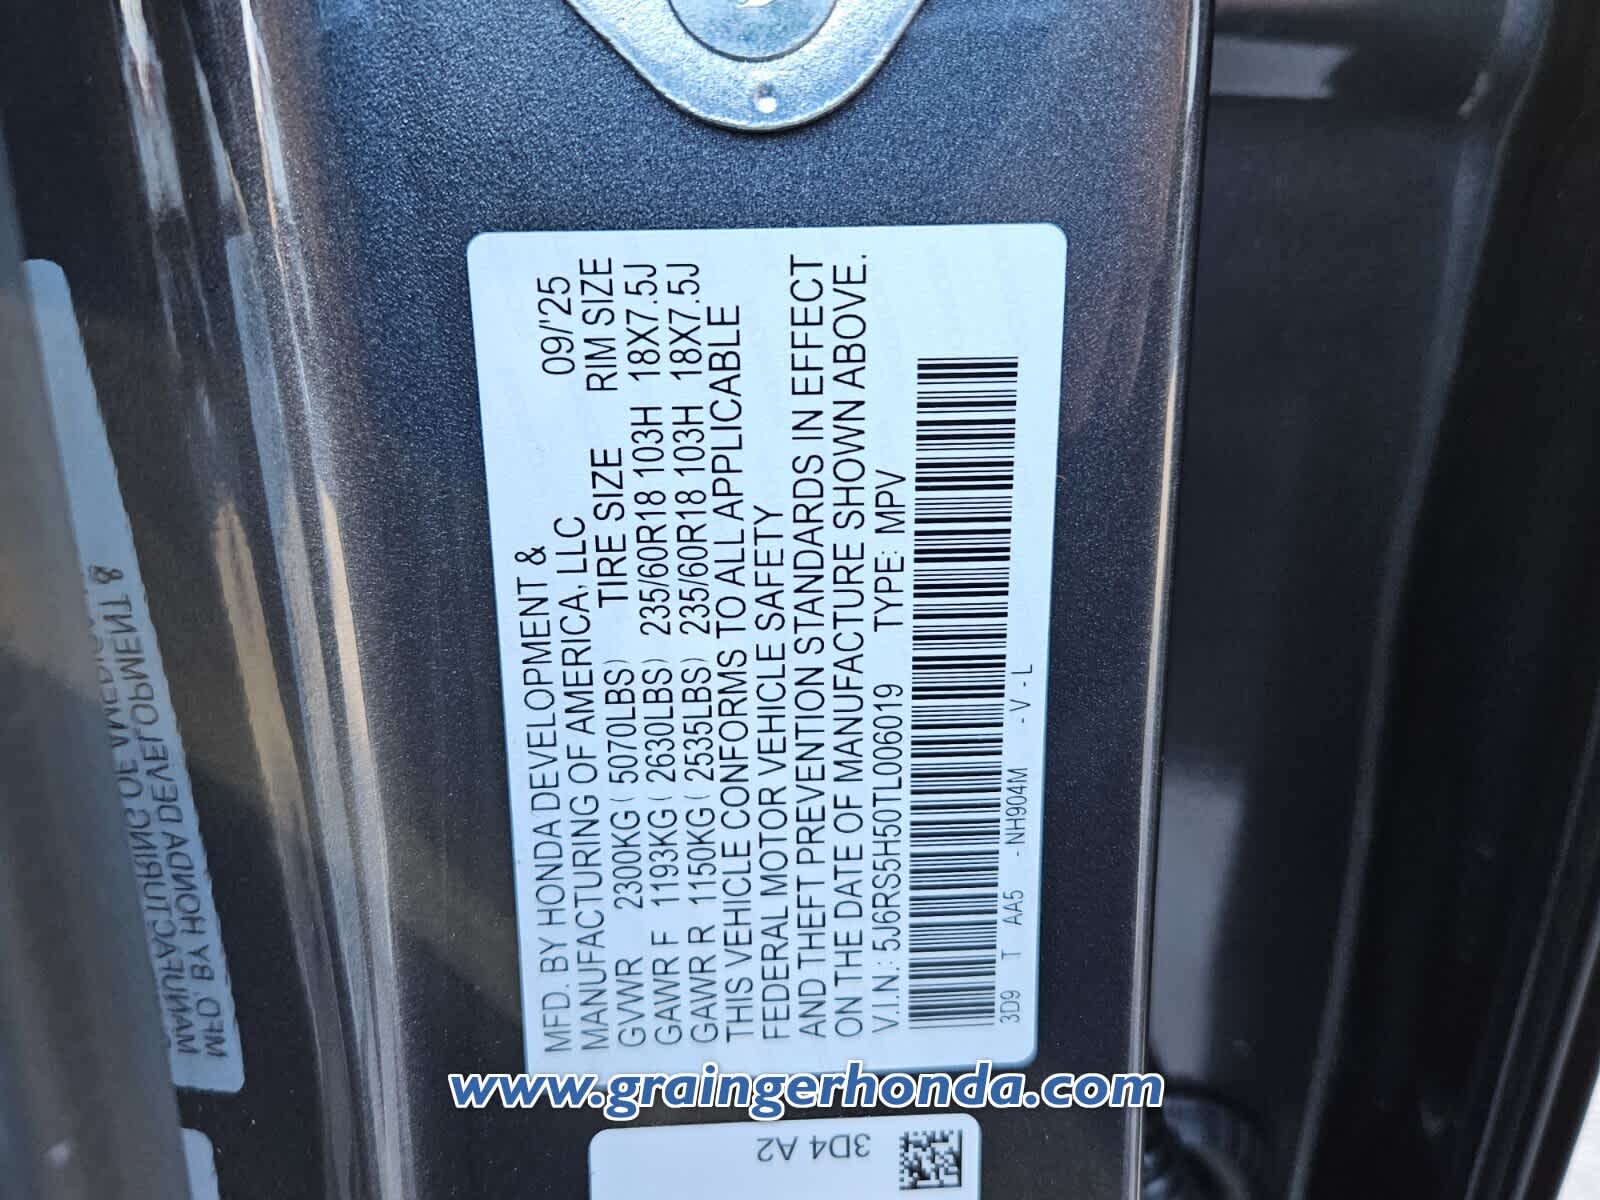 MFD. BY HONDA DEVELOPMENT &
MANUFACTURING OF AMERICA, LLC 09/'25
TIRE SIZE RIM SIZE
GVWR 2300KG ( 5070LBS)
GAWR F 1193KG ( 2630LBS) 235/60R18 103H 18X7.5J
GAWR R 1150KG ( 2535LBS) 235/60R18 103H 18X7.5J
THIS VEHICLE CONFORMS TO ALL APPLICABLE
FEDERAL MOTOR VEHICLE SAFETY
AND THEFT PREVENTION STANDARDS IN EFFECT
ON THE DATE OF MANUFACTURE SHOWN ABOVE.
V.I.N.: 5J6RS5H50TL006019 TYPE: MPV
3D9 T AA5 - NH904M - V - L
www.graingerhonda.com
3D4 A2
MFD. BY HONDA DEVELOPMENT &